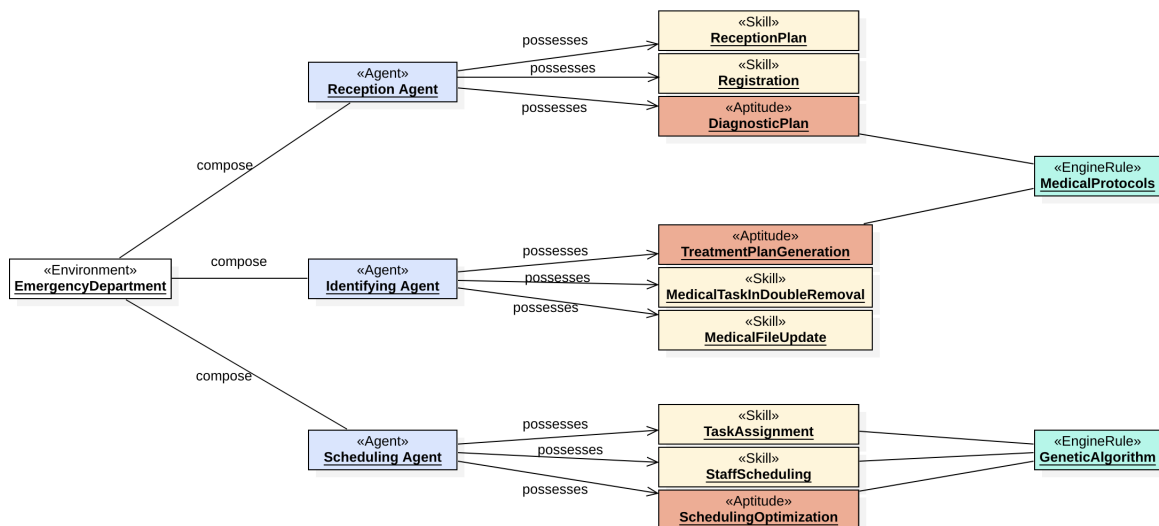 «Skill»
ReceptionPlan
possesses
«Agent»
Reception Agent
possesses
«Skill»
Registration
possesses
«Aptitude»
DiagnosticPlan
compose
«EngineRule»
MedicalProtocols
«Environment»
EmergencyDepartment
compose
«Agent»
Identifying Agent
possesses
«Aptitude»
TreatmentPlanGeneration
possesses
«Skill»
MedicalTaskInDoubleRemoval
possesses
«Skill»
MedicalFileUpdate
compose
«Agent»
Scheduling Agent
possesses
«Skill»
TaskAssignment
possesses
«Skill»
StaffScheduling
possesses
«Aptitude»
SchedulingOptimization
«EngineRule»
GeneticAlgorithm